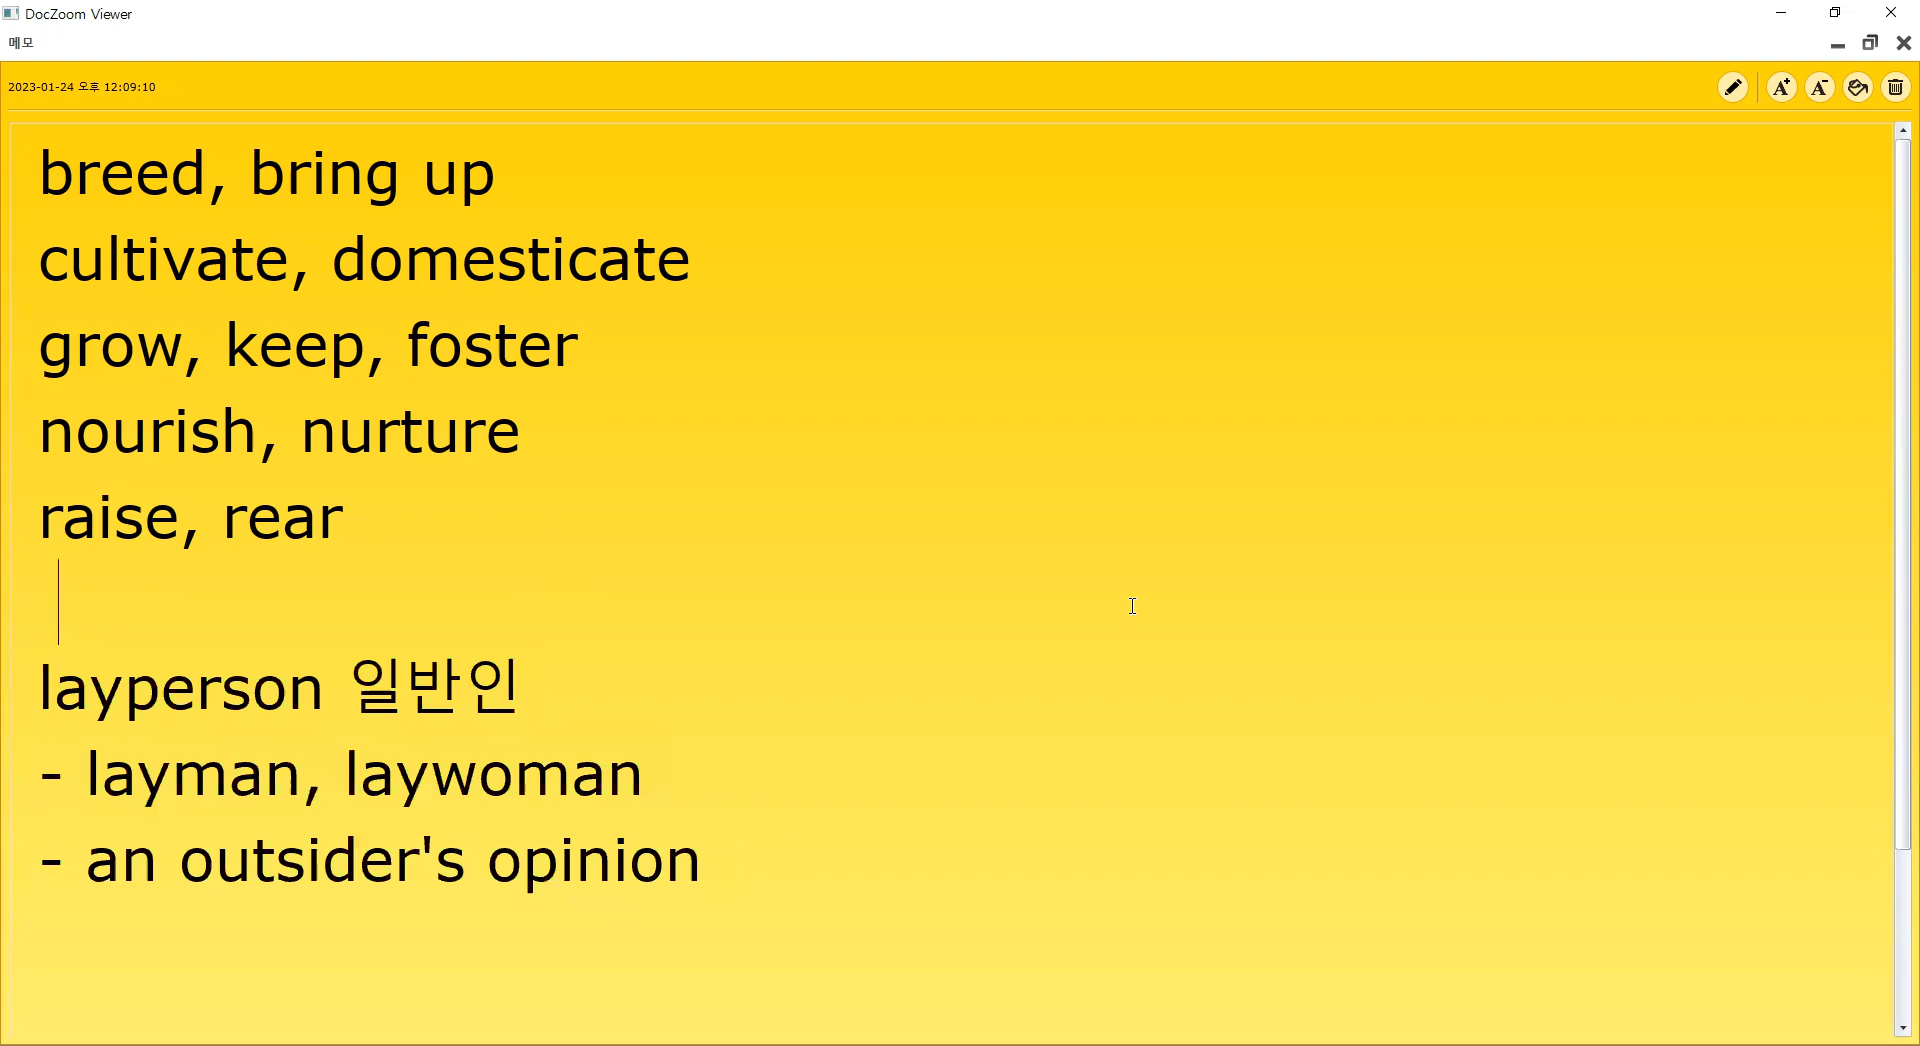 DocZoom Viewer
메모
2023-01-24 오후 12:09:10
breed, bring up
cultivate, domesticate
grow, keep, foster
nourish, nurture
raise, rear
layperson 일반인
- layman, laywoman
- an outsider's opinion